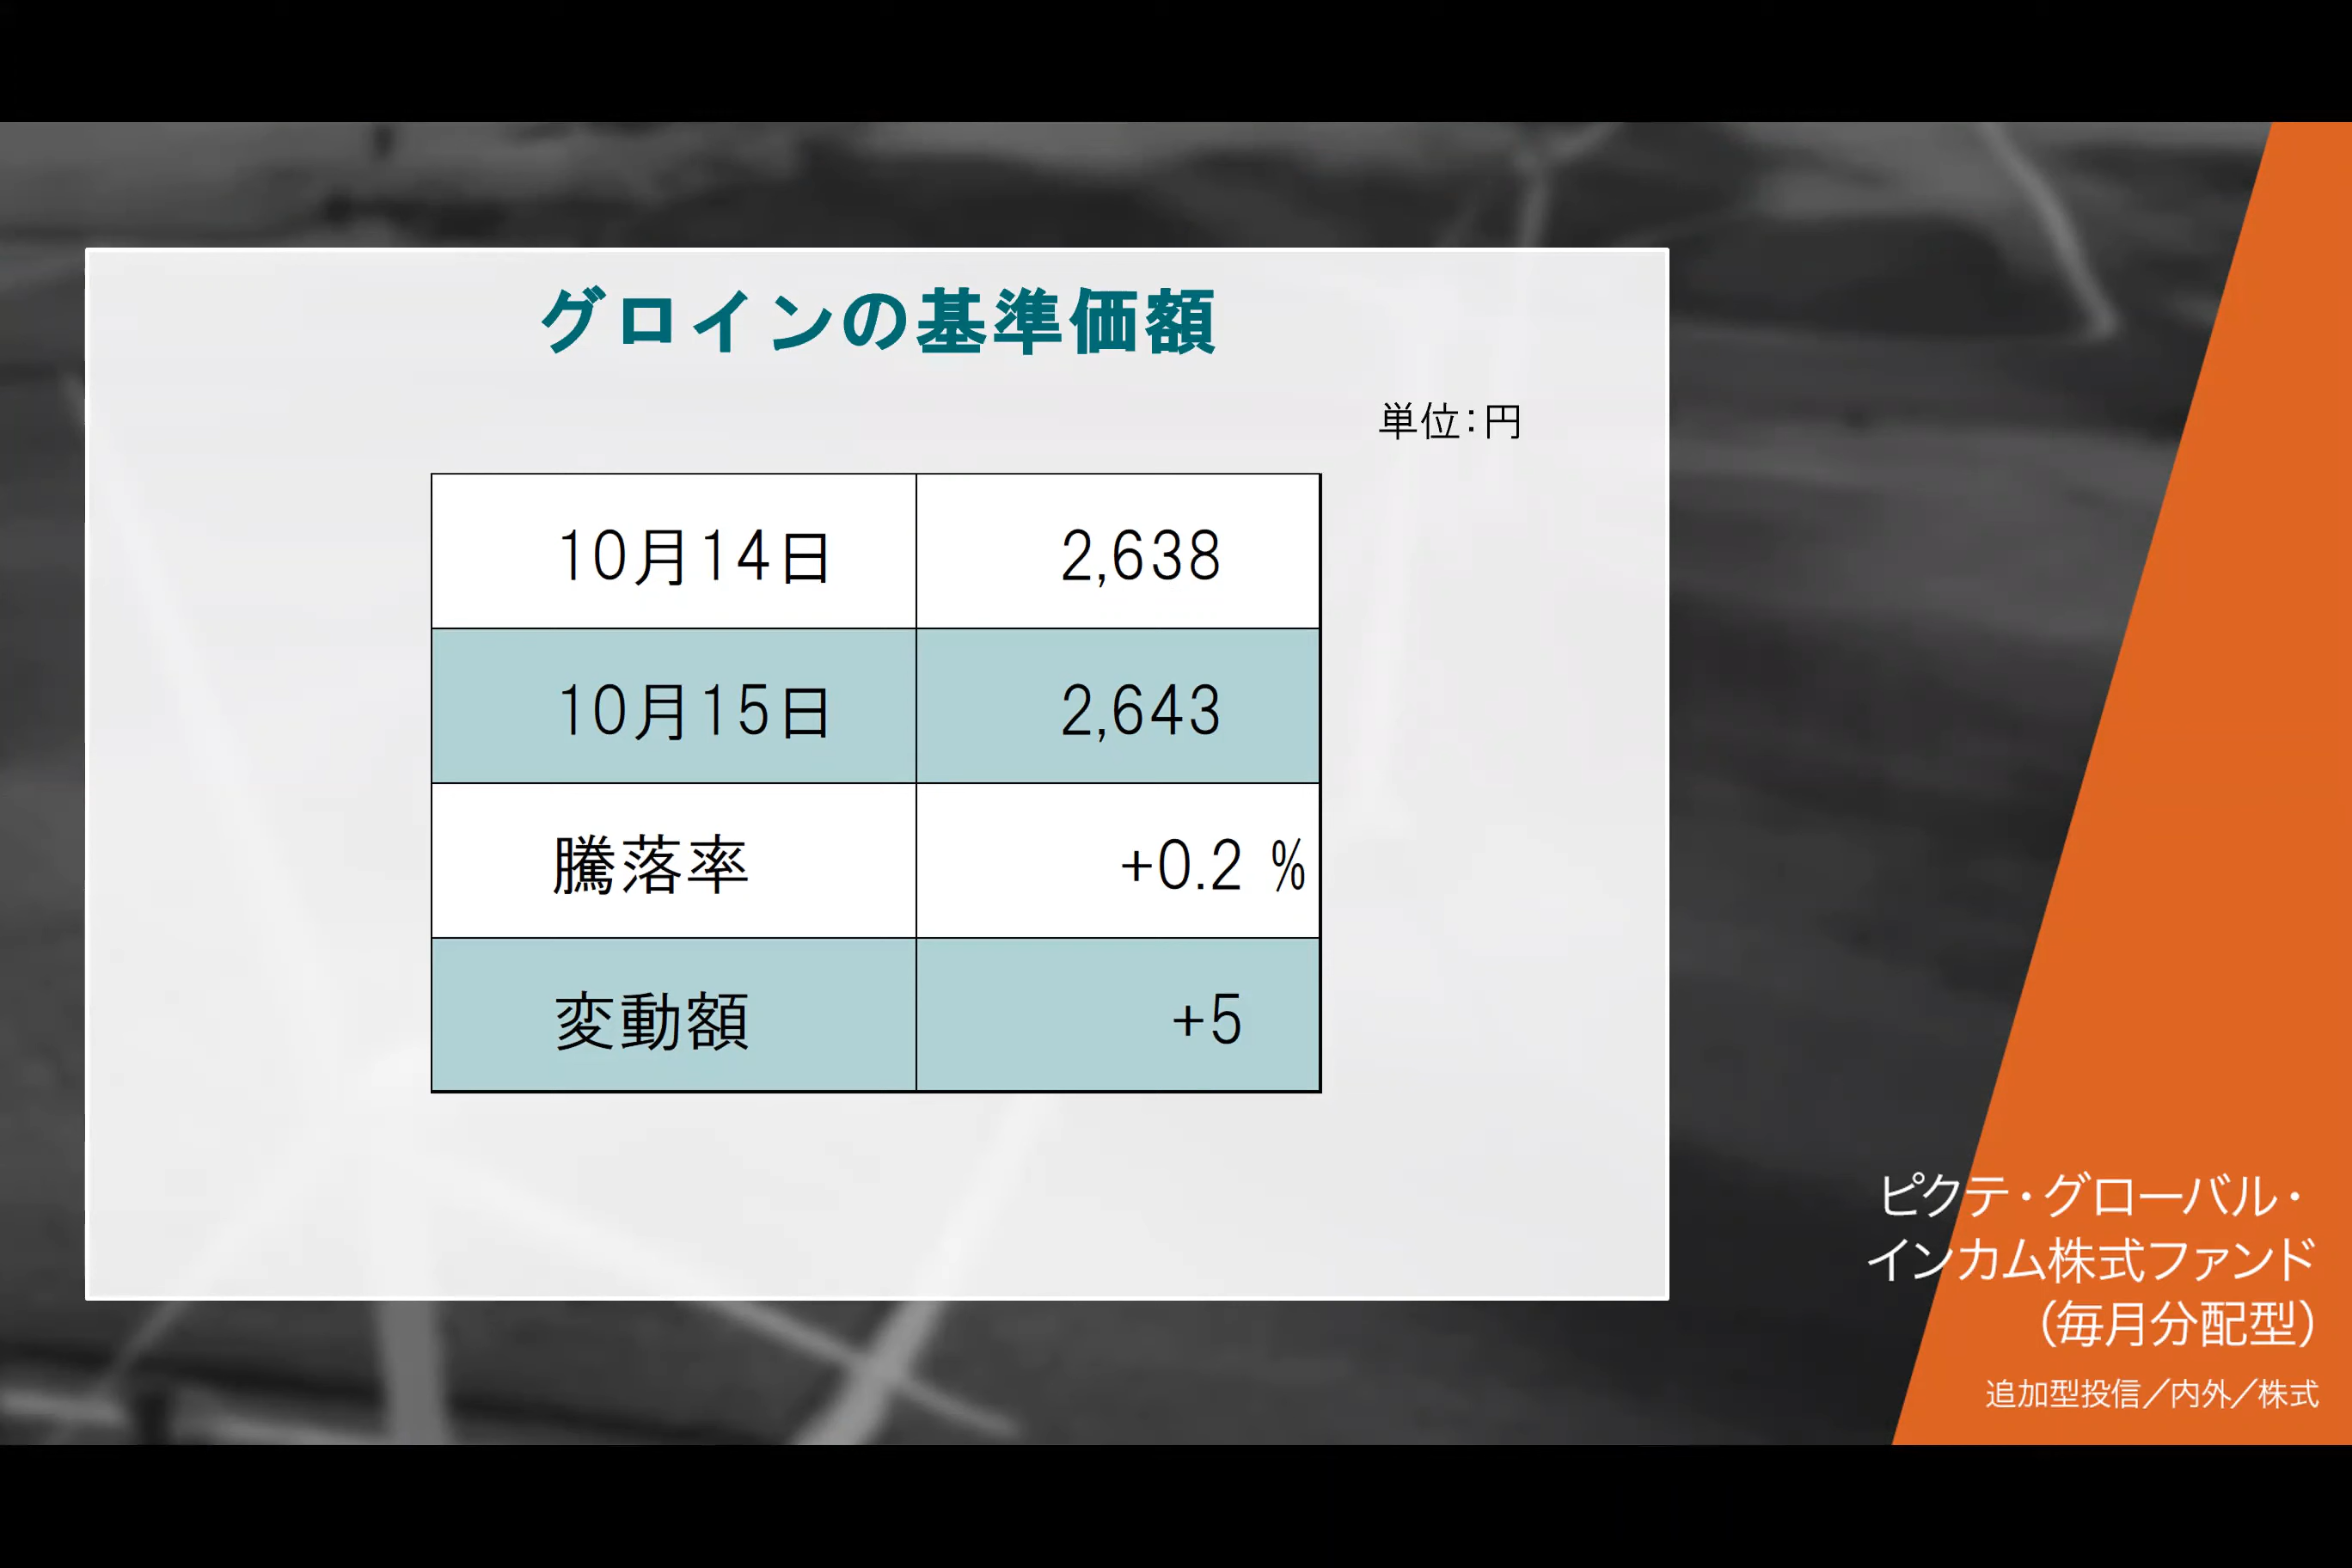 グロインの基準価額
単位：円
10月14日 2,638
10月15日 2,643
騰落率 +0.2 %
変動額 +5
ピクテ・グローバル・
インカム株式ファンド
（毎月分配型）
追加型投信／内外／株式